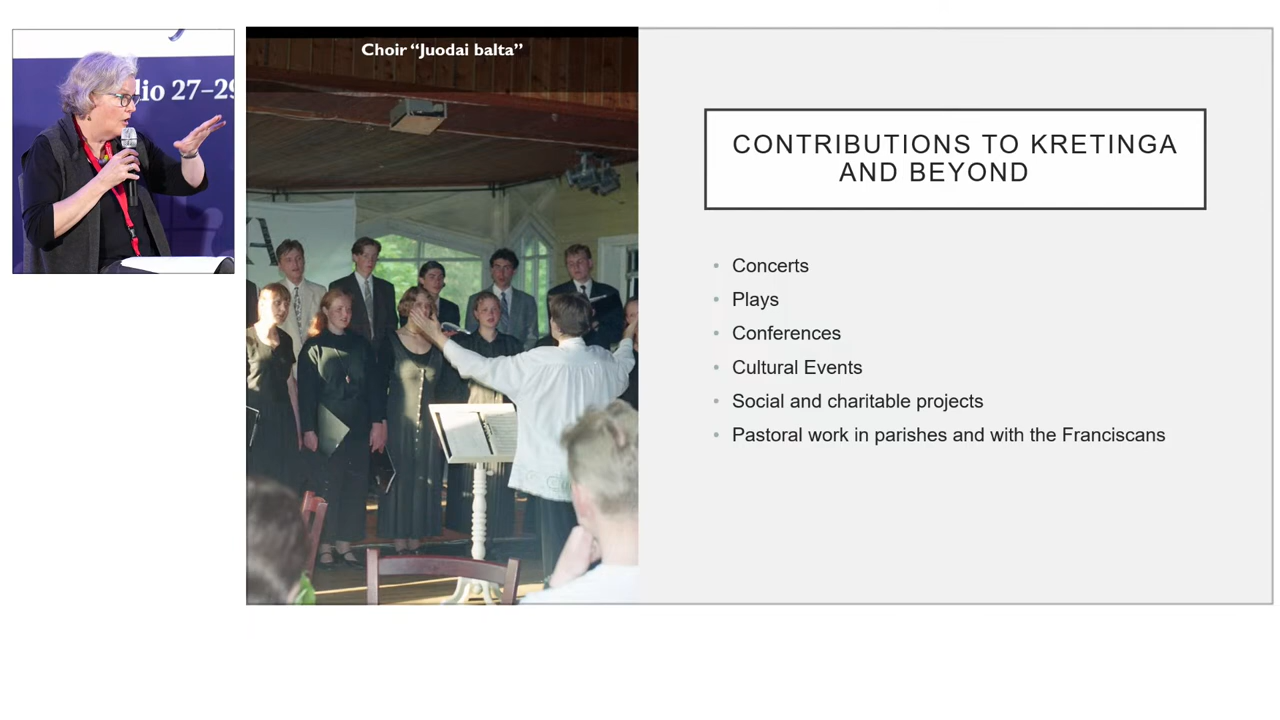 lio 27–29
Choir “Juodai balta”
CONTRIBUTIONS TO KRETINGA
AND BEYOND
• Concerts
• Plays
• Conferences
• Cultural Events
• Social and charitable projects
• Pastoral work in parishes and with the Franciscans